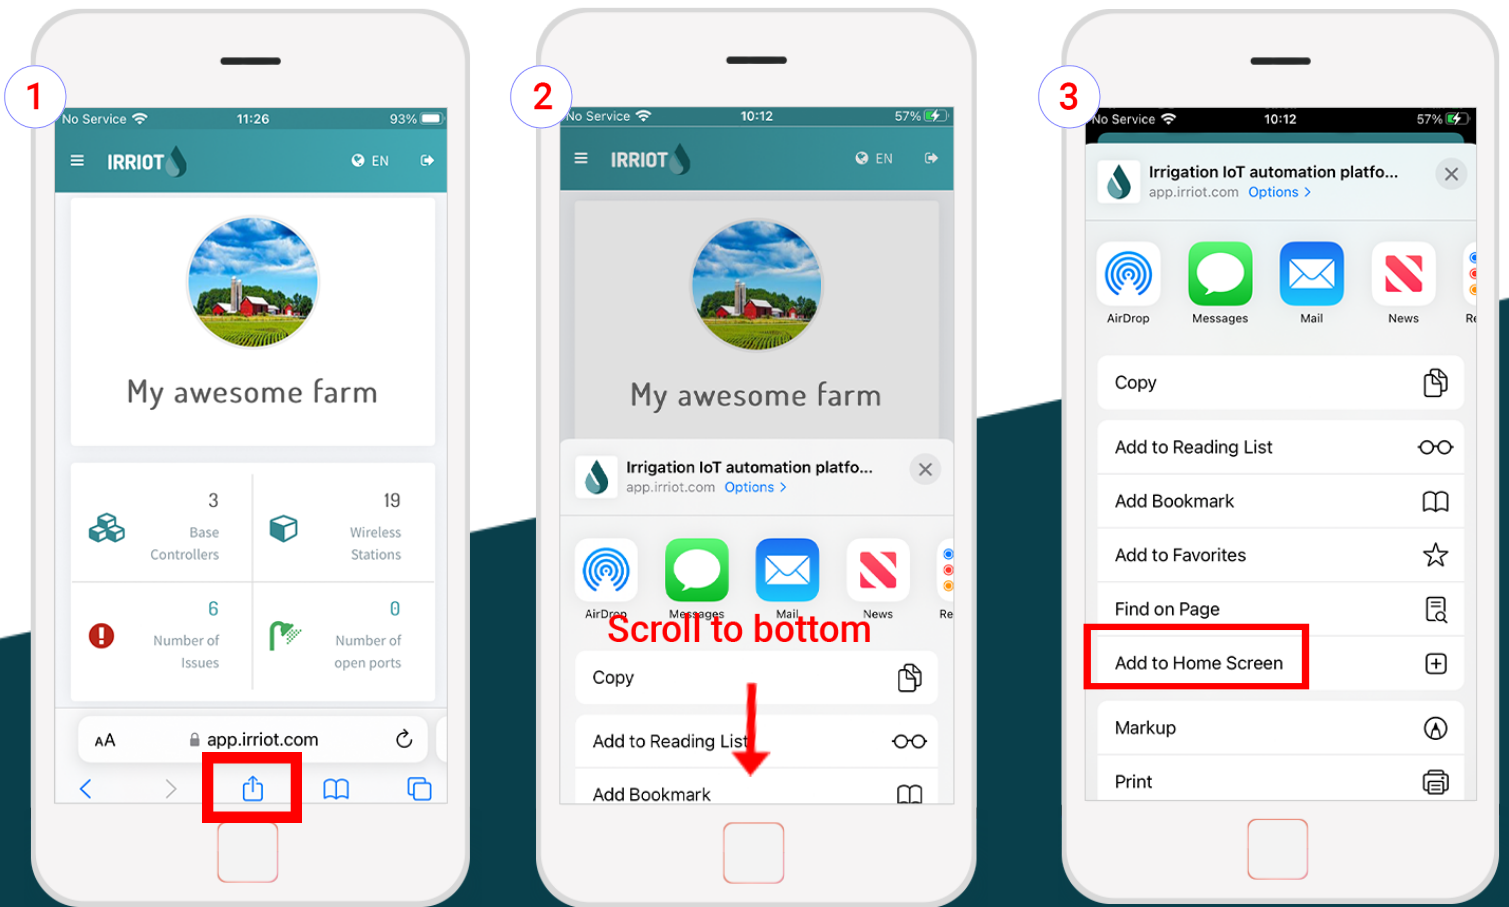 1
No Service
11:26
93%
IRRIOT
EN
My awesome farm
3
Base
Controllers
19
Wireless
Stations
6
Number of
Issues
0
Number of
open ports
AA
app.irriot.com
2
No Service
10:12
57%
IRRIOT
EN
My awesome farm
Irrigation IoT automation platfo...
app.irriot.com Options >
AirDrop
Messages
Mail
News
Re
Scroll to bottom
Copy
Add to Reading List
Add Bookmark
3
No Service
10:12
57%
Irrigation IoT automation platfo...
app.irriot.com Options >
AirDrop
Messages
Mail
News
Re
Copy
Add to Reading List
Add Bookmark
Add to Favorites
Find on Page
Add to Home Screen
Markup
Print